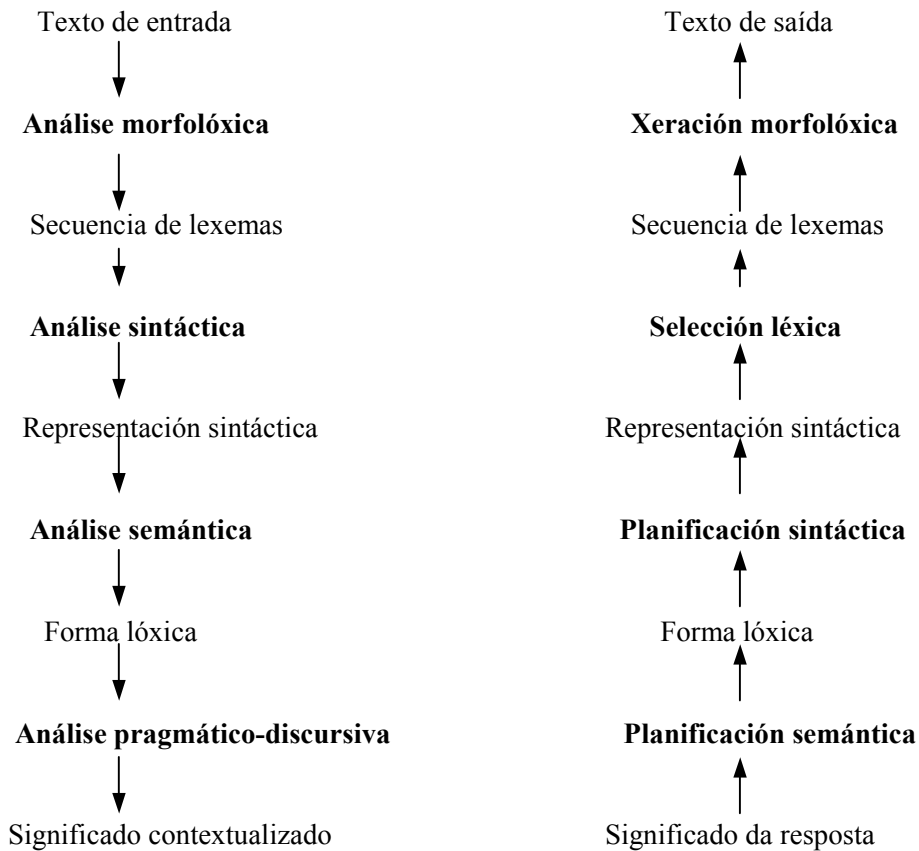 Texto de entrada
Análise morfolóxica
Secuencia de lexemas
Análise sintáctica
Representación sintáctica
Análise semántica
Forma lóxica
Análise pragmático-discursiva
Significado contextualizado
Texto de saída
Xeración morfolóxica
Secuencia de lexemas
Selección léxica
Representación sintáctica
Planificación sintáctica
Forma lóxica
Planificación semántica
Significado da resposta